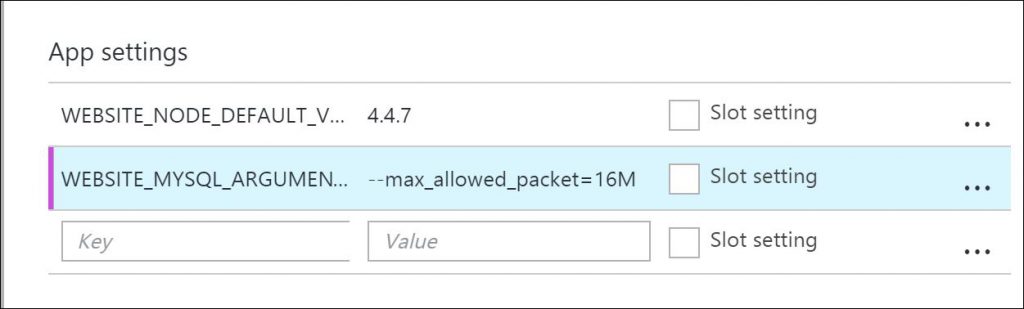 App settings
WEBSITE_NODE_DEFAULT_V... 4.4.7 Slot setting ...
WEBSITE_MYSQL_ARGUMEN... --max_allowed_packet=16M Slot setting ...
Key Value Slot setting ...